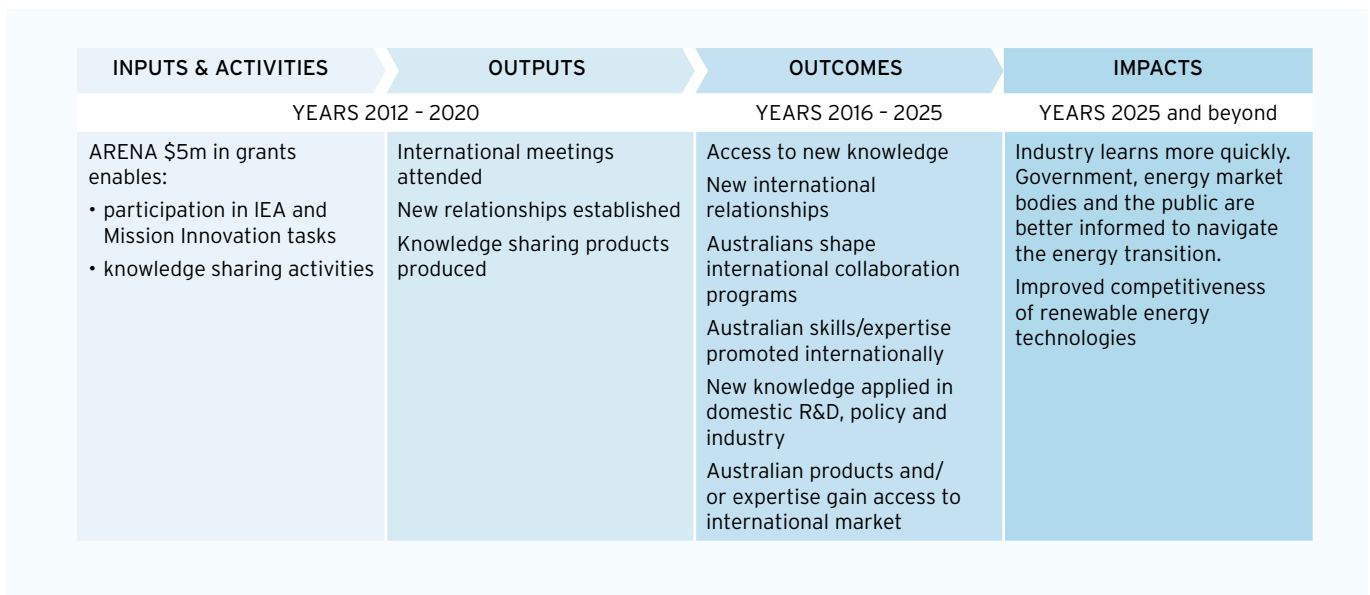 INPUTS & ACTIVITIES
OUTPUTS
OUTCOMES
IMPACTS
YEARS 2012 – 2020
YEARS 2016 – 2025
YEARS 2025 and beyond
ARENA $5m in grants
enables:
• participation in IEA and
Mission Innovation tasks
• knowledge sharing activities
International meetings
attended
New relationships established
Knowledge sharing products
produced
Access to new knowledge
New international
relationships
Australians shape
international collaboration
programs
Australian skills/expertise
promoted internationally
New knowledge applied in
domestic R&D, policy and
industry
Australian products and/
or expertise gain access to
international market
Industry learns more quickly.
Government, energy market
bodies and the public are
better informed to navigate
the energy transition.
Improved competitiveness
of renewable energy
technologies